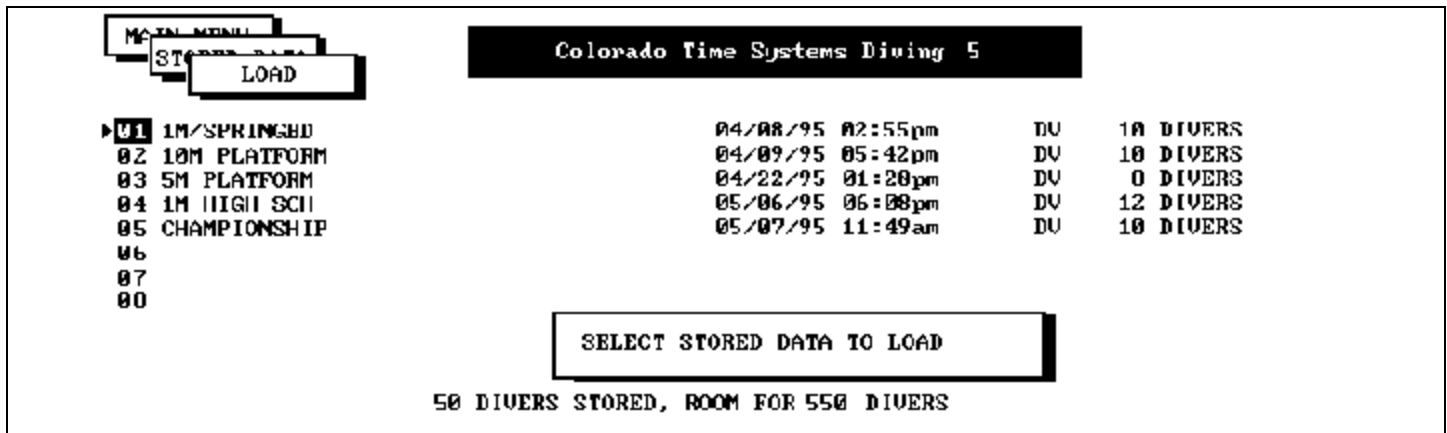 MAIN MENU
STORED DATA
LOAD
Colorado Time Systems Diving 5
01 1M/SPRINGBD 04/08/95 02:55pm DV 10 DIVERS
02 10M PLATFORM 04/09/95 05:42pm DV 10 DIVERS
03 5M PLATFORM 04/22/95 01:20pm DV 8 DIVERS
04 1M HIGH SCH 05/06/95 06:08pm DV 12 DIVERS
05 CHAMPIONSHIP 05/07/95 11:49am DV 10 DIVERS
06
07
08
SELECT STORED DATA TO LOAD
50 DIVERS STORED, ROOM FOR 550 DIVERS